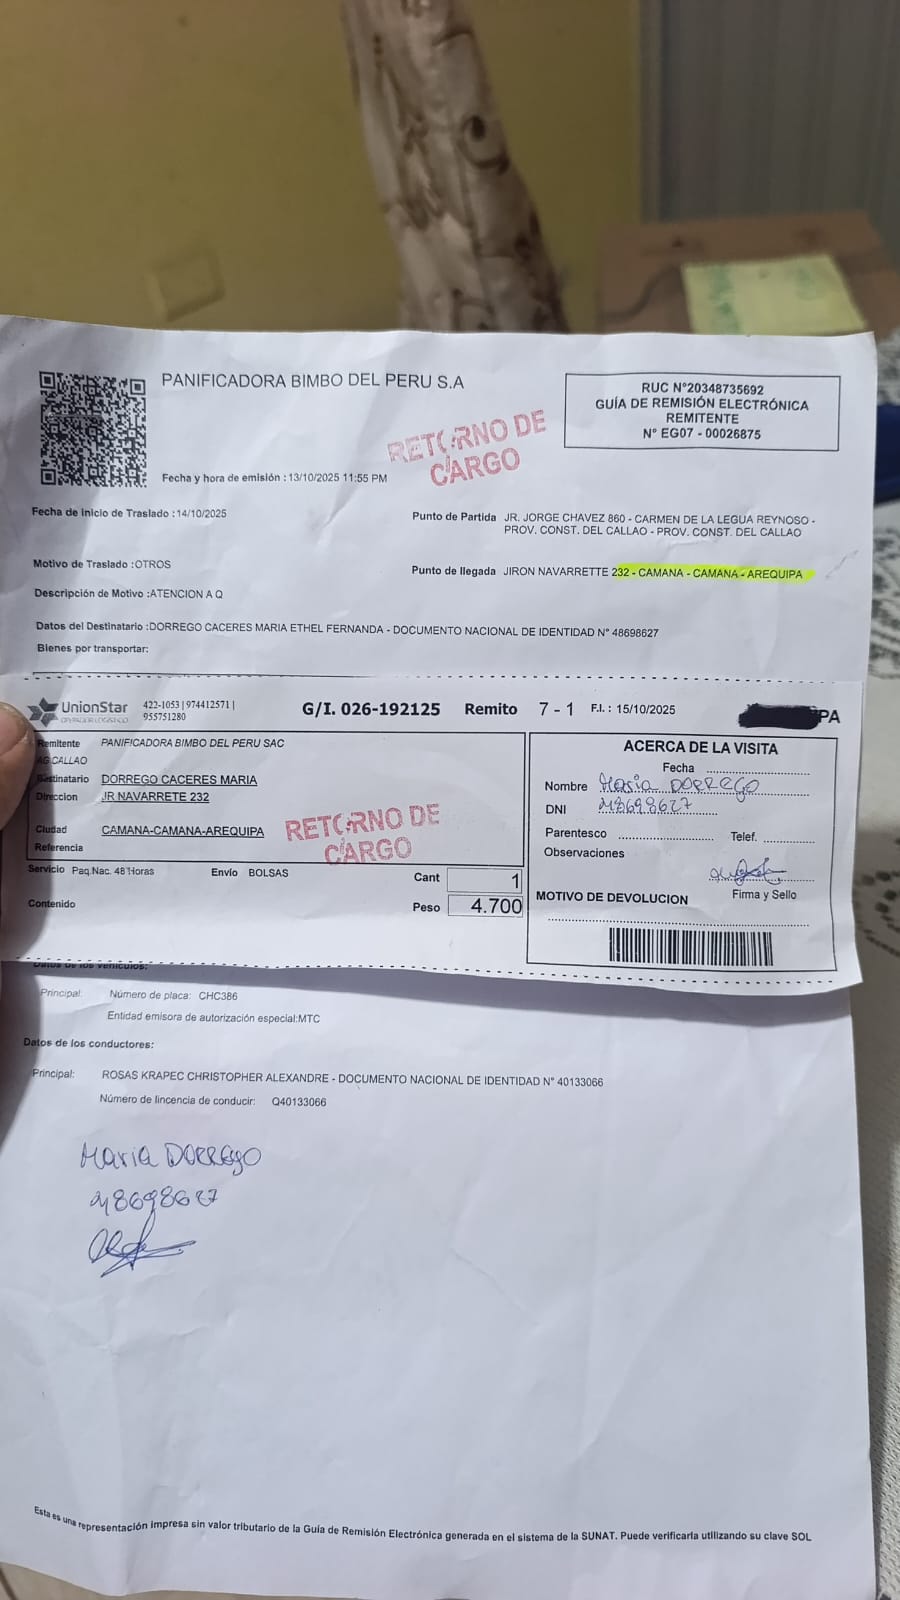 PANIFICADORA BIMBO DEL PERU S.A
RUC N°20348735692
GUÍA DE REMISIÓN ELECTRÓNICA
REMITENTE
N° EG07 - 00026875
RETORNO DE
CARGO
Fecha y hora de emisión : 13/10/2025 11:55 PM
Fecha de Inicio de Traslado :14/10/2025
Punto de Partida JR. JORGE CHAVEZ 860 - CARMEN DE LA LEGUA REYNOSO -
PROV. CONST. DEL CALLAO - PROV. CONST. DEL CALLAO
Motivo de Traslado :OTROS
Punto de llegada JIRON NAVARRETTE 232 - CAMANA - CAMANA - AREQUIPA
Descripción de Motivo :ATENCION A Q
Datos del Destinatario :DORREGO CACERES MARIA ETHEL FERNANDA - DOCUMENTO NACIONAL DE IDENTIDAD N° 48698627
Bienes por transportar:
UnionStar
OPERADOR LOGISTICO
422-1053 | 974412571 |
955751280
G/I. 026-192125 Remito 7 - 1 F.I. : 15/10/2025
PA
Remitente PANIFICADORA BIMBO DEL PERU SAC
AG.CALLAO
Destinatario DORREGO CACERES MARIA
Direccion JR NAVARRETE 232
Ciudad CAMANA-CAMANA-AREQUIPA
Referencia
RETORNO DE
CARGO
Servicio Paq.Nac. 48 Horas Envío BOLSAS
Cant 1
Contenido
Peso 4.700
ACERCA DE LA VISITA
Fecha
Nombre Maria DORREGO
DNI 48698627
Parentesco Telef.
Observaciones
Firma y Sello
MOTIVO DE DEVOLUCION
Datos de los vehículos:
Principal: Número de placa: CHC386
Entidad emisora de autorización especial:MTC
Datos de los conductores:
Principal: ROSAS KRAPEC CHRISTOPHER ALEXANDRE - DOCUMENTO NACIONAL DE IDENTIDAD N° 40133066
Número de lincencia de conducir: Q40133066
Maria DORREgo
48698627
Esta es una representación impresa sin valor tributario de la Guía de Remisión Electrónica generada en el sistema de la SUNAT. Puede verificarla utilizando su clave SOL